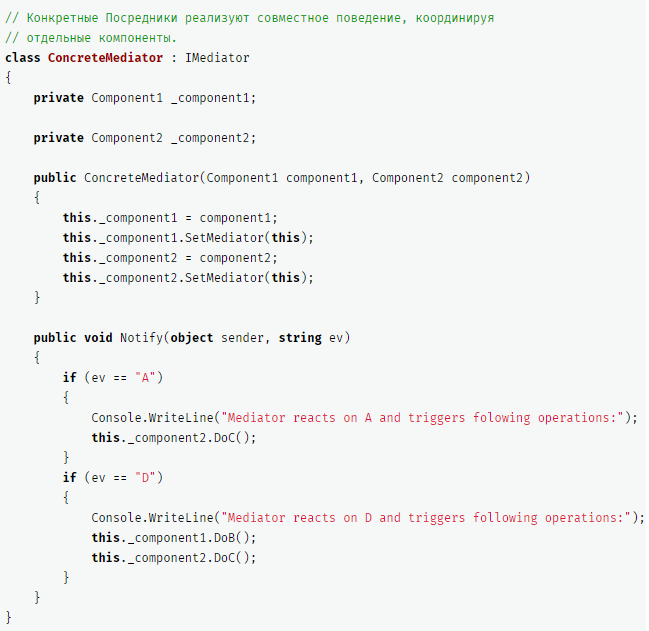 // Конкретные Посредники реализуют совместное поведение, координируя
// отдельные компоненты.
class ConcreteMediator : IMediator
{
    private Component1 _component1;

    private Component2 _component2;

    public ConcreteMediator(Component1 component1, Component2 component2)
    {
        this._component1 = component1;
        this._component1.SetMediator(this);
        this._component2 = component2;
        this._component2.SetMediator(this);
    }

    public void Notify(object sender, string ev)
    {
        if (ev == "A")
        {
            Console.WriteLine("Mediator reacts on A and triggers folowing operations:");
            this._component2.DoC();
        }
        if (ev == "D")
        {
            Console.WriteLine("Mediator reacts on D and triggers following operations:");
            this._component1.DoB();
            this._component2.DoC();
        }
    }
}